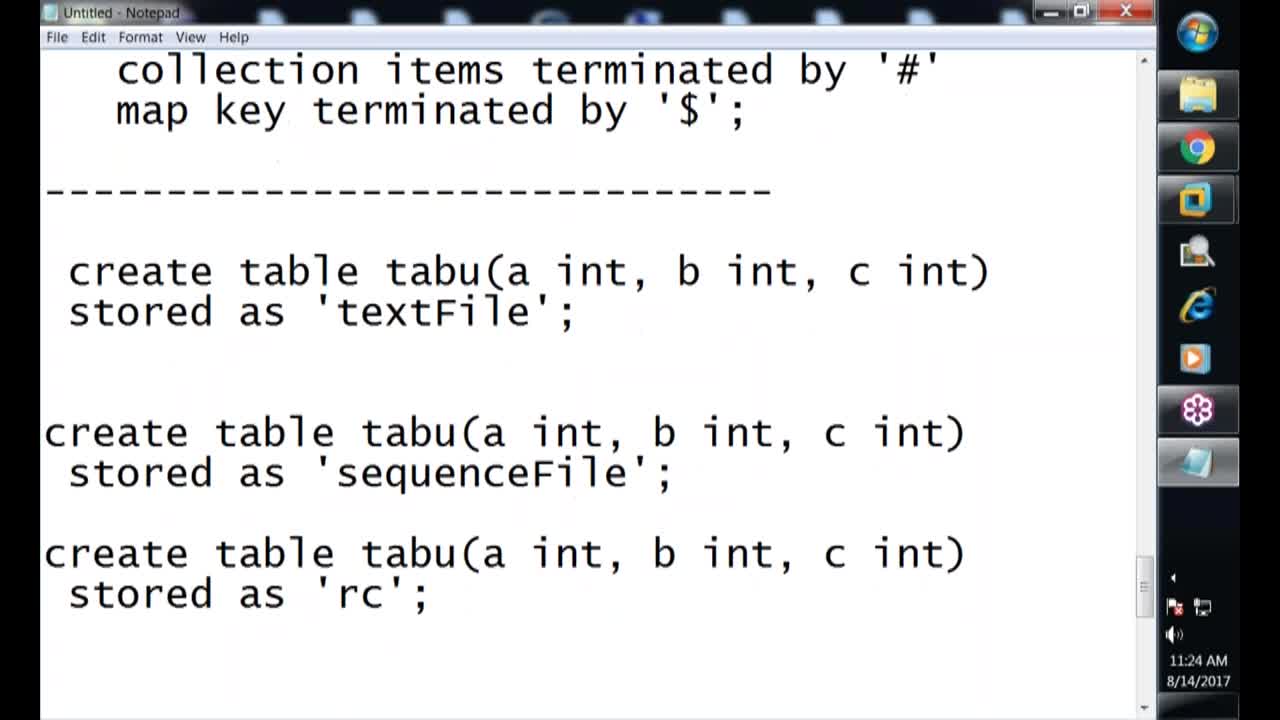 Untitled - Notepad
File Edit Format View Help
collection items terminated by '#'
map key terminated by '$';
------------------------------
create table tabu(a int, b int, c int)
stored as 'textFile';
create table tabu(a int, b int, c int)
stored as 'sequenceFile';
create table tabu(a int, b int, c int)
stored as 'rc';
11:24 AM
8/14/2017